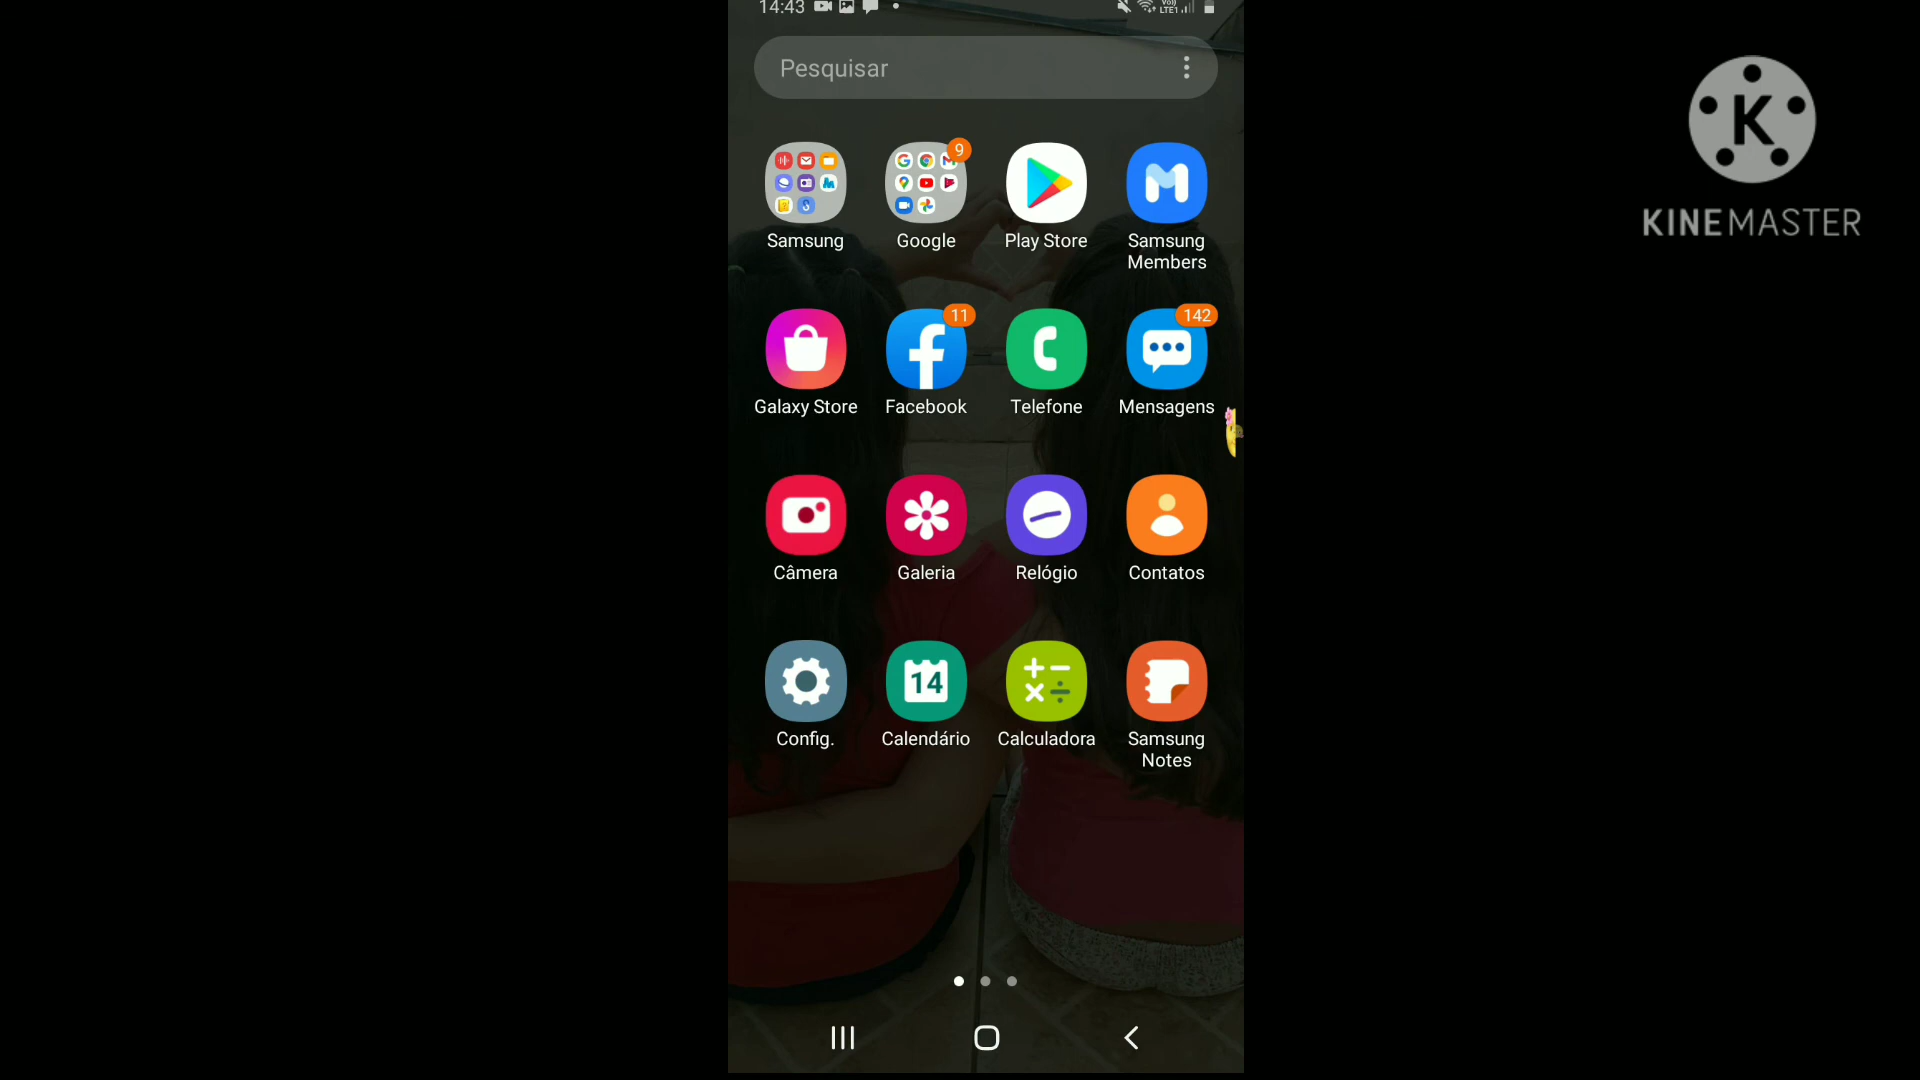 14:43
Pesquisar
9
Samsung
Google
Play Store
Samsung
Members
11
142
Galaxy Store
Facebook
Telefone
Mensagens
Câmera
Galeria
Relógio
Contatos
14
Config.
Calendário
Calculadora
Samsung
Notes
K
KINEMASTER